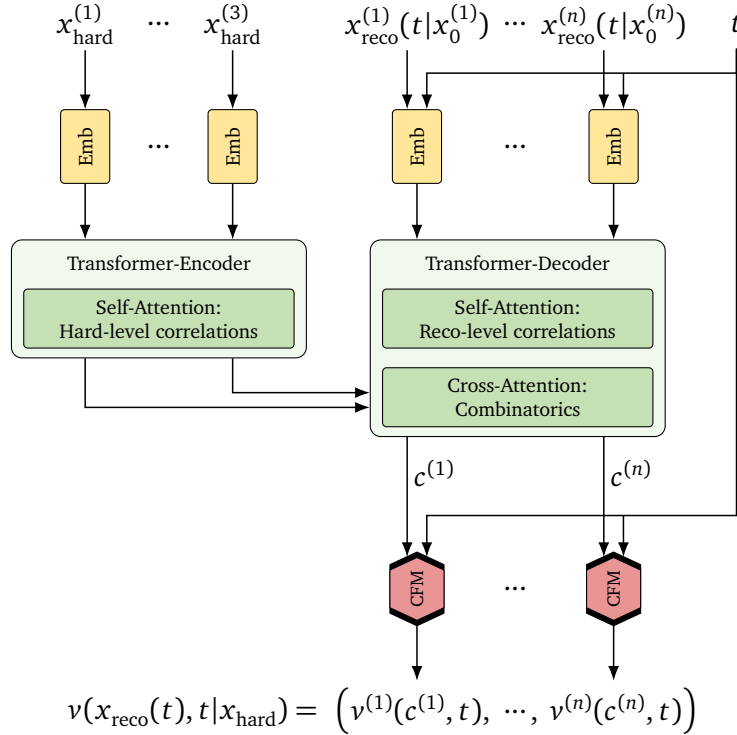 x_hard^(1) ··· x_hard^(3) x_reco^(1)(t|x_0^(1)) ··· x_reco^(n)(t|x_0^(n)) t
Emb ··· Emb Emb ··· Emb
Transformer-Encoder Transformer-Decoder
Self-Attention: Self-Attention:
Hard-level correlations Reco-level correlations
Cross-Attention:
Combinatorics
c^(1) c^(n)
CFM ··· CFM
v(x_reco(t), t|x_hard) = (v^(1)(c^(1), t), ···, v^(n)(c^(n), t))